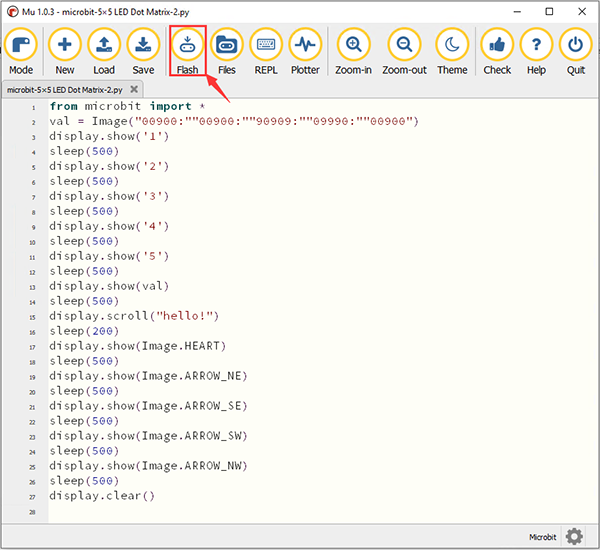 Mu 1.0.3 - microbit-5×5 LED Dot Matrix-2.py
Mode New Load Save Flash Files REPL Plotter Zoom-in Zoom-out Theme Check Help Quit
microbit-5×5 LED Dot Matrix-2.py
1 from microbit import *
2 val = Image("00900:""00900:""90909:""09990:""00900")
3 display.show('1')
4 sleep(500)
5 display.show('2')
6 sleep(500)
7 display.show('3')
8 sleep(500)
9 display.show('4')
10 sleep(500)
11 display.show('5')
12 sleep(500)
13 display.show(val)
14 sleep(500)
15 display.scroll("hello!")
16 sleep(200)
17 display.show(Image.HEART)
18 sleep(500)
19 display.show(Image.ARROW_NE)
20 sleep(500)
21 display.show(Image.ARROW_SE)
22 sleep(500)
23 display.show(Image.ARROW_SW)
24 sleep(500)
25 display.show(Image.ARROW_NW)
26 sleep(500)
27 display.clear()
28
Microbit